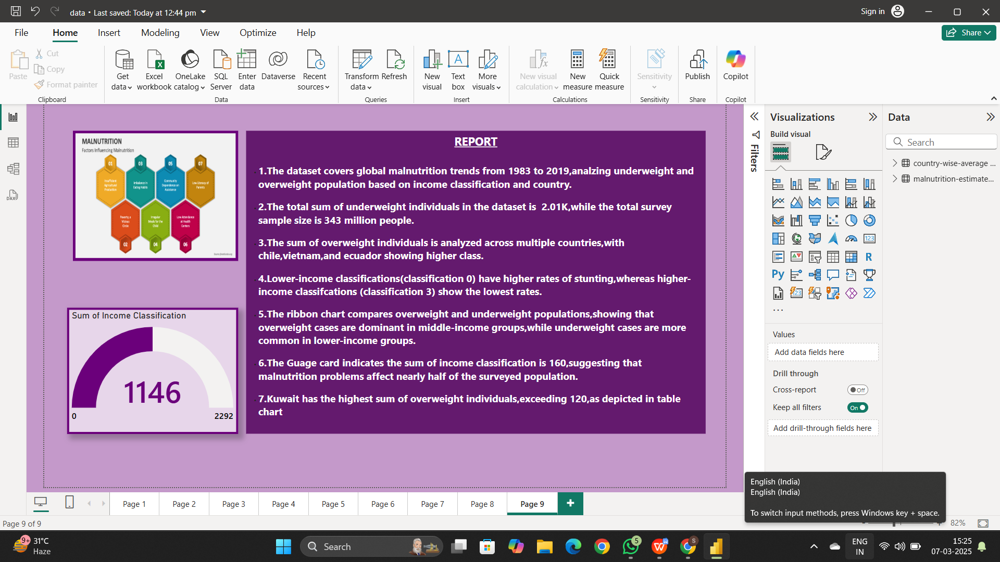 data • Last saved: Today at 12:44 pm
Sign in
File
Home
Insert
Modeling
View
Optimize
Help
Share
Paste
Cut
Copy
Format painter
Clipboard
Get data
Excel workbook
OneLake catalog
SQL Server
Enter data
Dataverse
Recent sources
Data
Transform data
Refresh
Queries
New visual
Text box
More visuals
Insert
New visual calculation
New measure
Quick measure
Calculations
Sensitivity
Sensitivity
Publish
Share
Copilot
Copilot
MALNUTRITION
Factors Influencing Malnutrition
01
03
05
07
Insufficient Agricultural Production
Imbalance in Eating Habits
Community Dependence on Assistance
Low Literacy of Parents
Poverty, a Vicious Circle
Irregular Meals for the Child
Low Attendance at Health Centers
02
04
06
Sum of Income Classification
1146
0
2292
REPORT
1.The dataset covers global malnutrition trends from 1983 to 2019,analzing underweight and
overweight population based on income classification and country.
2.The total sum of underweight individuals in the dataset is 2.01K,while the total survey
sample size is 343 million people.
3.The sum of overweight individuals is analyzed across multiple countries,with
chile,vietnam,and ecuador showing higher class.
4.Lower-income classifications(classification 0) have higher rates of stunting,whereas higher-
income classifcations (classification 3) show the lowest rates.
5.The ribbon chart compares overweight and underweight populations,showing that
overweight cases are dominant in middle-income groups,while underweight cases are more
common in lower-income groups.
6.The Guage card indicates the sum of income classification is 160,suggesting that
malnutrition problems affect nearly half of the surveyed population.
7.Kuwait has the highest sum of overweight individuals,exceeding 120,as depicted in table
chart
Filters
Visualizations
Build visual
123
R
Py
123
...
Values
Add data fields here
Drill through
Cross-report
Off
Keep all filters
On
Add drill-through fields here
Data
Search
country-wise-average ...
malnutrition-estimate...
DAX
English (India)
English (India)
To switch input methods, press Windows key + space.
Page 1
Page 2
Page 3
Page 4
Page 5
Page 6
Page 7
Page 8
Page 9
Page 9 of 9
82%
9+
31°C
Haze
Search
5
S
ENG
IN
15:25
07-03-2025